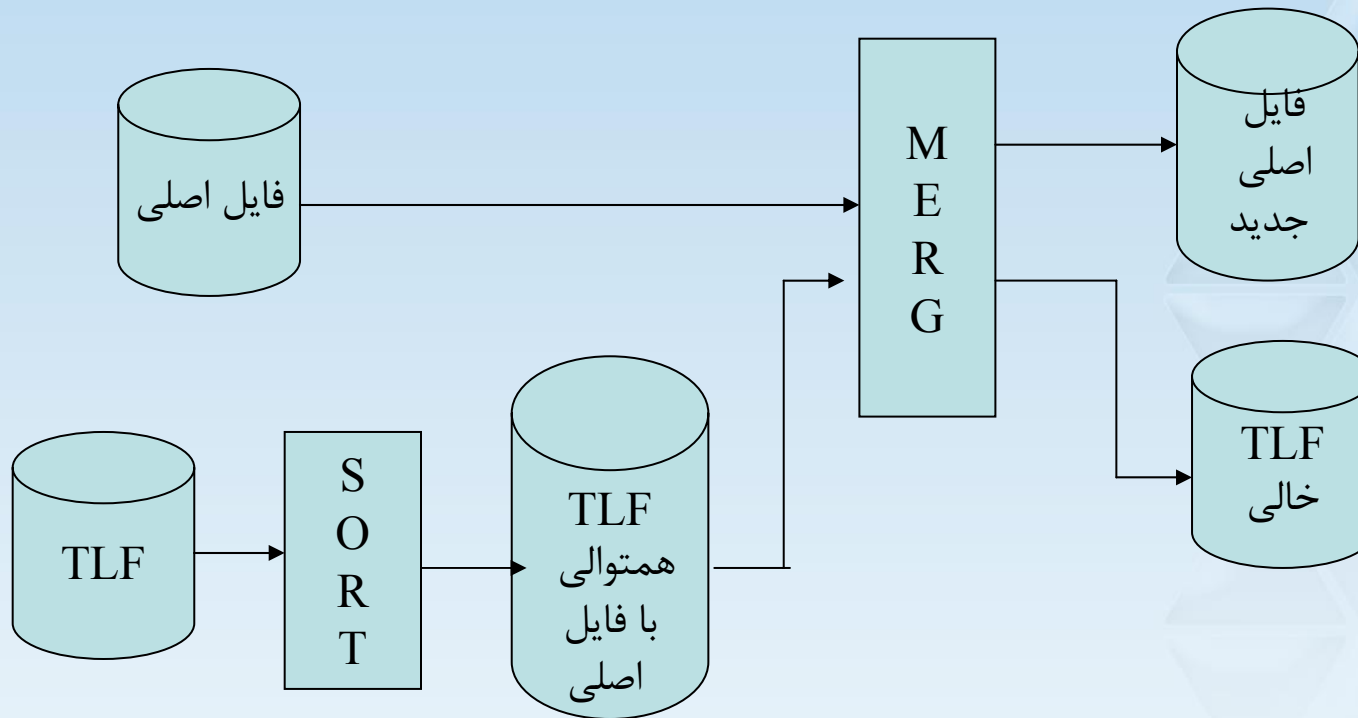 فایل اصلی
M
E
R
G
فایل
اصلی
جدید
TLF
S
O
R
T
TLF
همتوالی
با فایل
اصلی
TLF
خالی